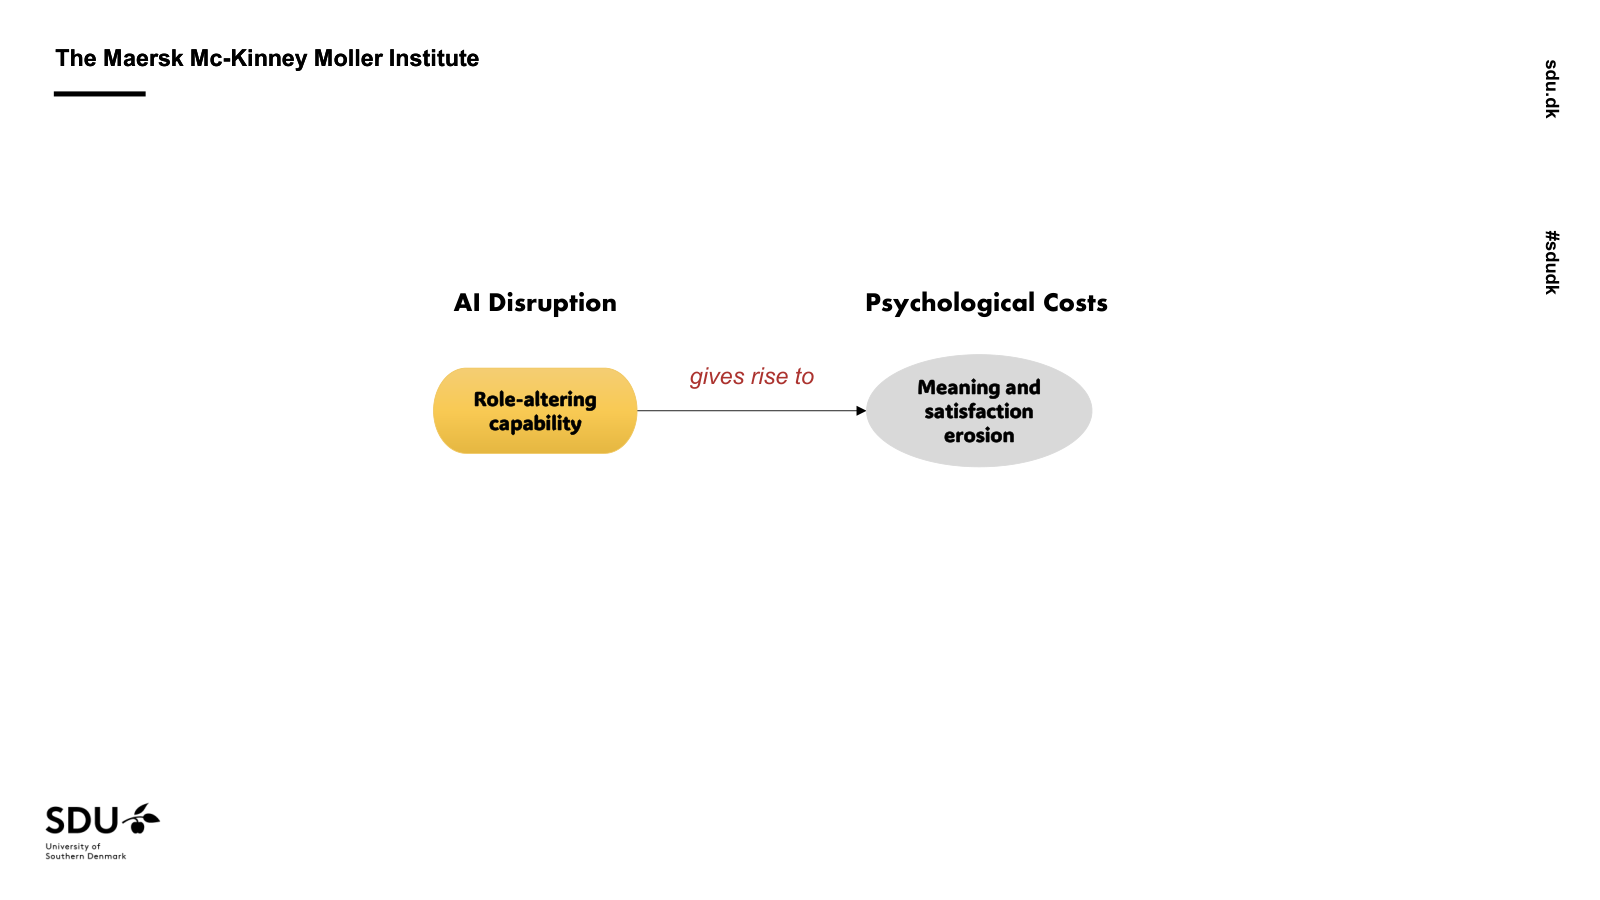 The Maersk Mc-Kinney Moller Institute
sdu.dk
#sdudk
AI Disruption
Psychological Costs
Role-altering
capability
gives rise to
Meaning and
satisfaction
erosion
SDU
University of
Southern Denmark